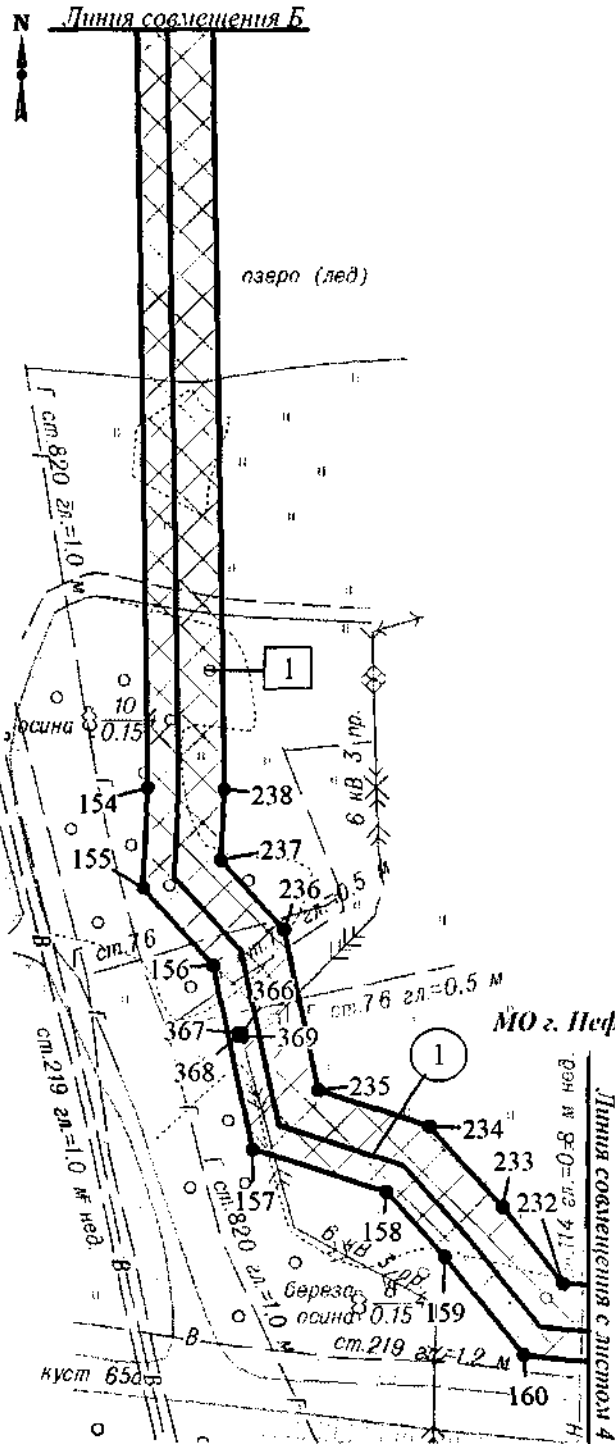 N
Линия совмещения Б
озеро (лед)
Г ст.820 гл.=1.0 м
1
осина 10
0.15
154
238
6 кВ 3 пр.
155
237
236
ст.76
156
366
Г ст.76 гл.=0.5 м
367
369
368
МО г. Неф
1
235
234
233
232
114 гл.=0.8 м нед.
Линия совмещения с листом 4
157
158
159
160
В
ст.219 гл.=1.0 м нед.
Г ст.820 гл.=1.0 м
6 кВ 3 пр.
береза
осина 8
0.15
В
ст.219 гл.=1.2 м
куст 65а
В
Н